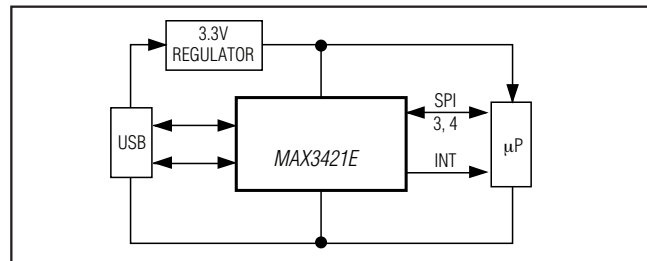 3.3V
REGULATOR
USB
MAX3421E
SPI
3, 4
INT
μP